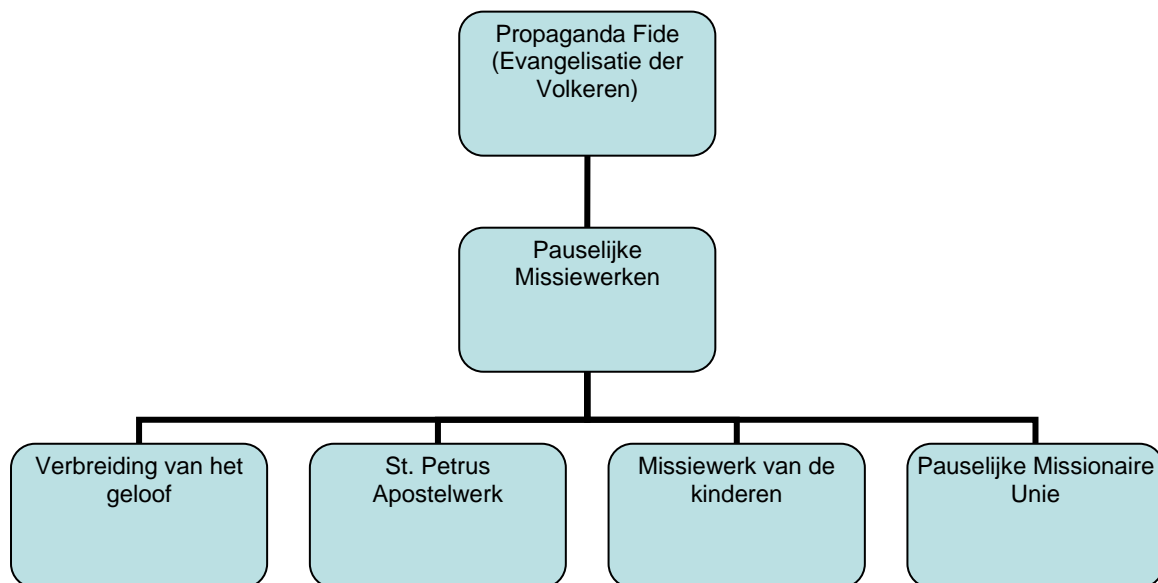 Propaganda Fide
(Evangelisatie der
Volkeren)
Pauselijke
Missiewerken
Verbreiding van het
geloof
St. Petrus
Apostelwerk
Missiewerk van de
kinderen
Pauselijke Missionaire
Unie